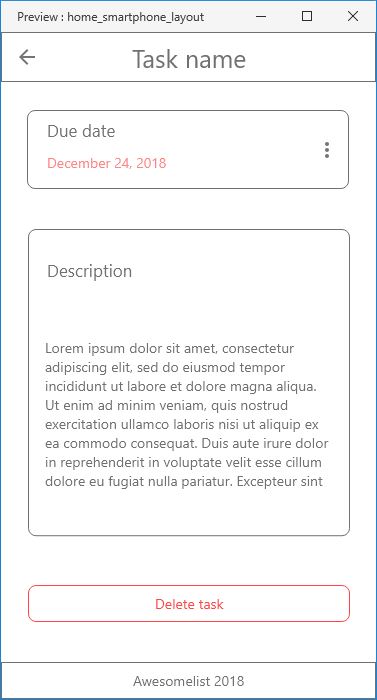 Preview : home_smartphone_layout
Task name
Due date
December 24, 2018
Description
Lorem ipsum dolor sit amet, consectetur
adipiscing elit, sed do eiusmod tempor
incididunt ut labore et dolore magna aliqua.
Ut enim ad minim veniam, quis nostrud
exercitation ullamco laboris nisi ut aliquip ex
ea commodo consequat. Duis aute irure dolor
in reprehenderit in voluptate velit esse cillum
dolore eu fugiat nulla pariatur. Excepteur sint
Delete task
Awesomelist 2018